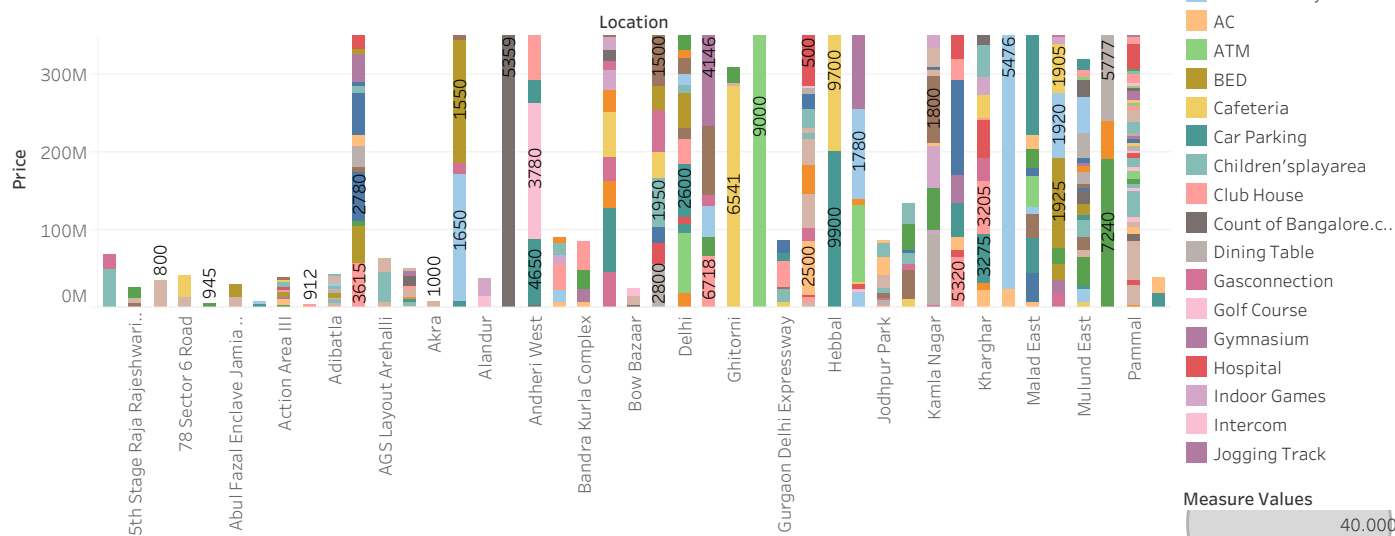 Location
Price
300M
200M
100M
0M
800
945
912
3615
2780
1000
1650
1550
5359
4650
3780
2800
1950
1500
2600
6718
4146
6541
9000
2500
500
9900
9700
1780
1800
5320
3275
3205
5476
1925
1920
1905
7240
5777
5th Stage Raja Rajeshwari..
78 Sector 6 Road
Abul Fazal Enclave Jamia ..
Action Area III
Adibatla
AGS Layout Arehalli
Akra
Alandur
Andheri West
Bandra Kurla Complex
Bow Bazaar
Delhi
Ghitorni
Gurgaon Delhi Expressway
Hebbal
Jodhpur Park
Kamla Nagar
Kharghar
Malad East
Mulund East
Pammal
AC
ATM
BED
Cafeteria
Car Parking
Children'splayarea
Club House
Count of Bangalore.c..
Dining Table
Gasconnection
Golf Course
Gymnasium
Hospital
Indoor Games
Intercom
Jogging Track
Measure Values
40.000